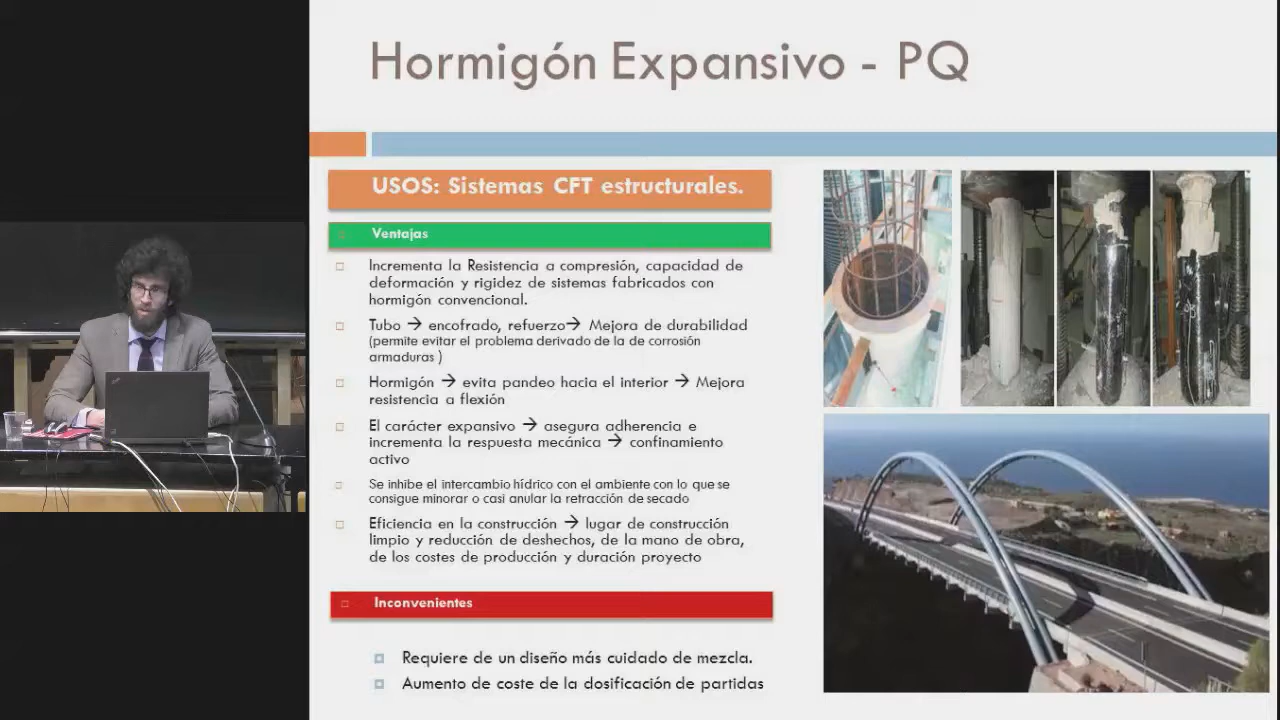 Hormigón Expansivo - PQ
USOS: Sistemas CFT estructurales.
Ventajas
Incrementa la Resistencia a compresión, capacidad de
deformación y rigidez de sistemas fabricados con
hormigón convencional.
Tubo → encofrado, refuerzo→ Mejora de durabilidad
(permite evitar el problema derivado de la de corrosión
armaduras )
Hormigón → evita pandeo hacia el interior → Mejora
resistencia a flexión
El carácter expansivo → asegura adherencia e
incrementa la respuesta mecánica → confinamiento
activo
Se inhibe el intercambio hídrico con el ambiente con lo que se
consigue minorar o casi anular la retracción de secado
Eficiencia en la construcción → lugar de construcción
limpio y reducción de deshechos, de la mano de obra,
de los costes de producción y duración proyecto
Inconvenientes
Requiere de un diseño más cuidado de mezcla.
Aumento de coste de la dosificación de partidas